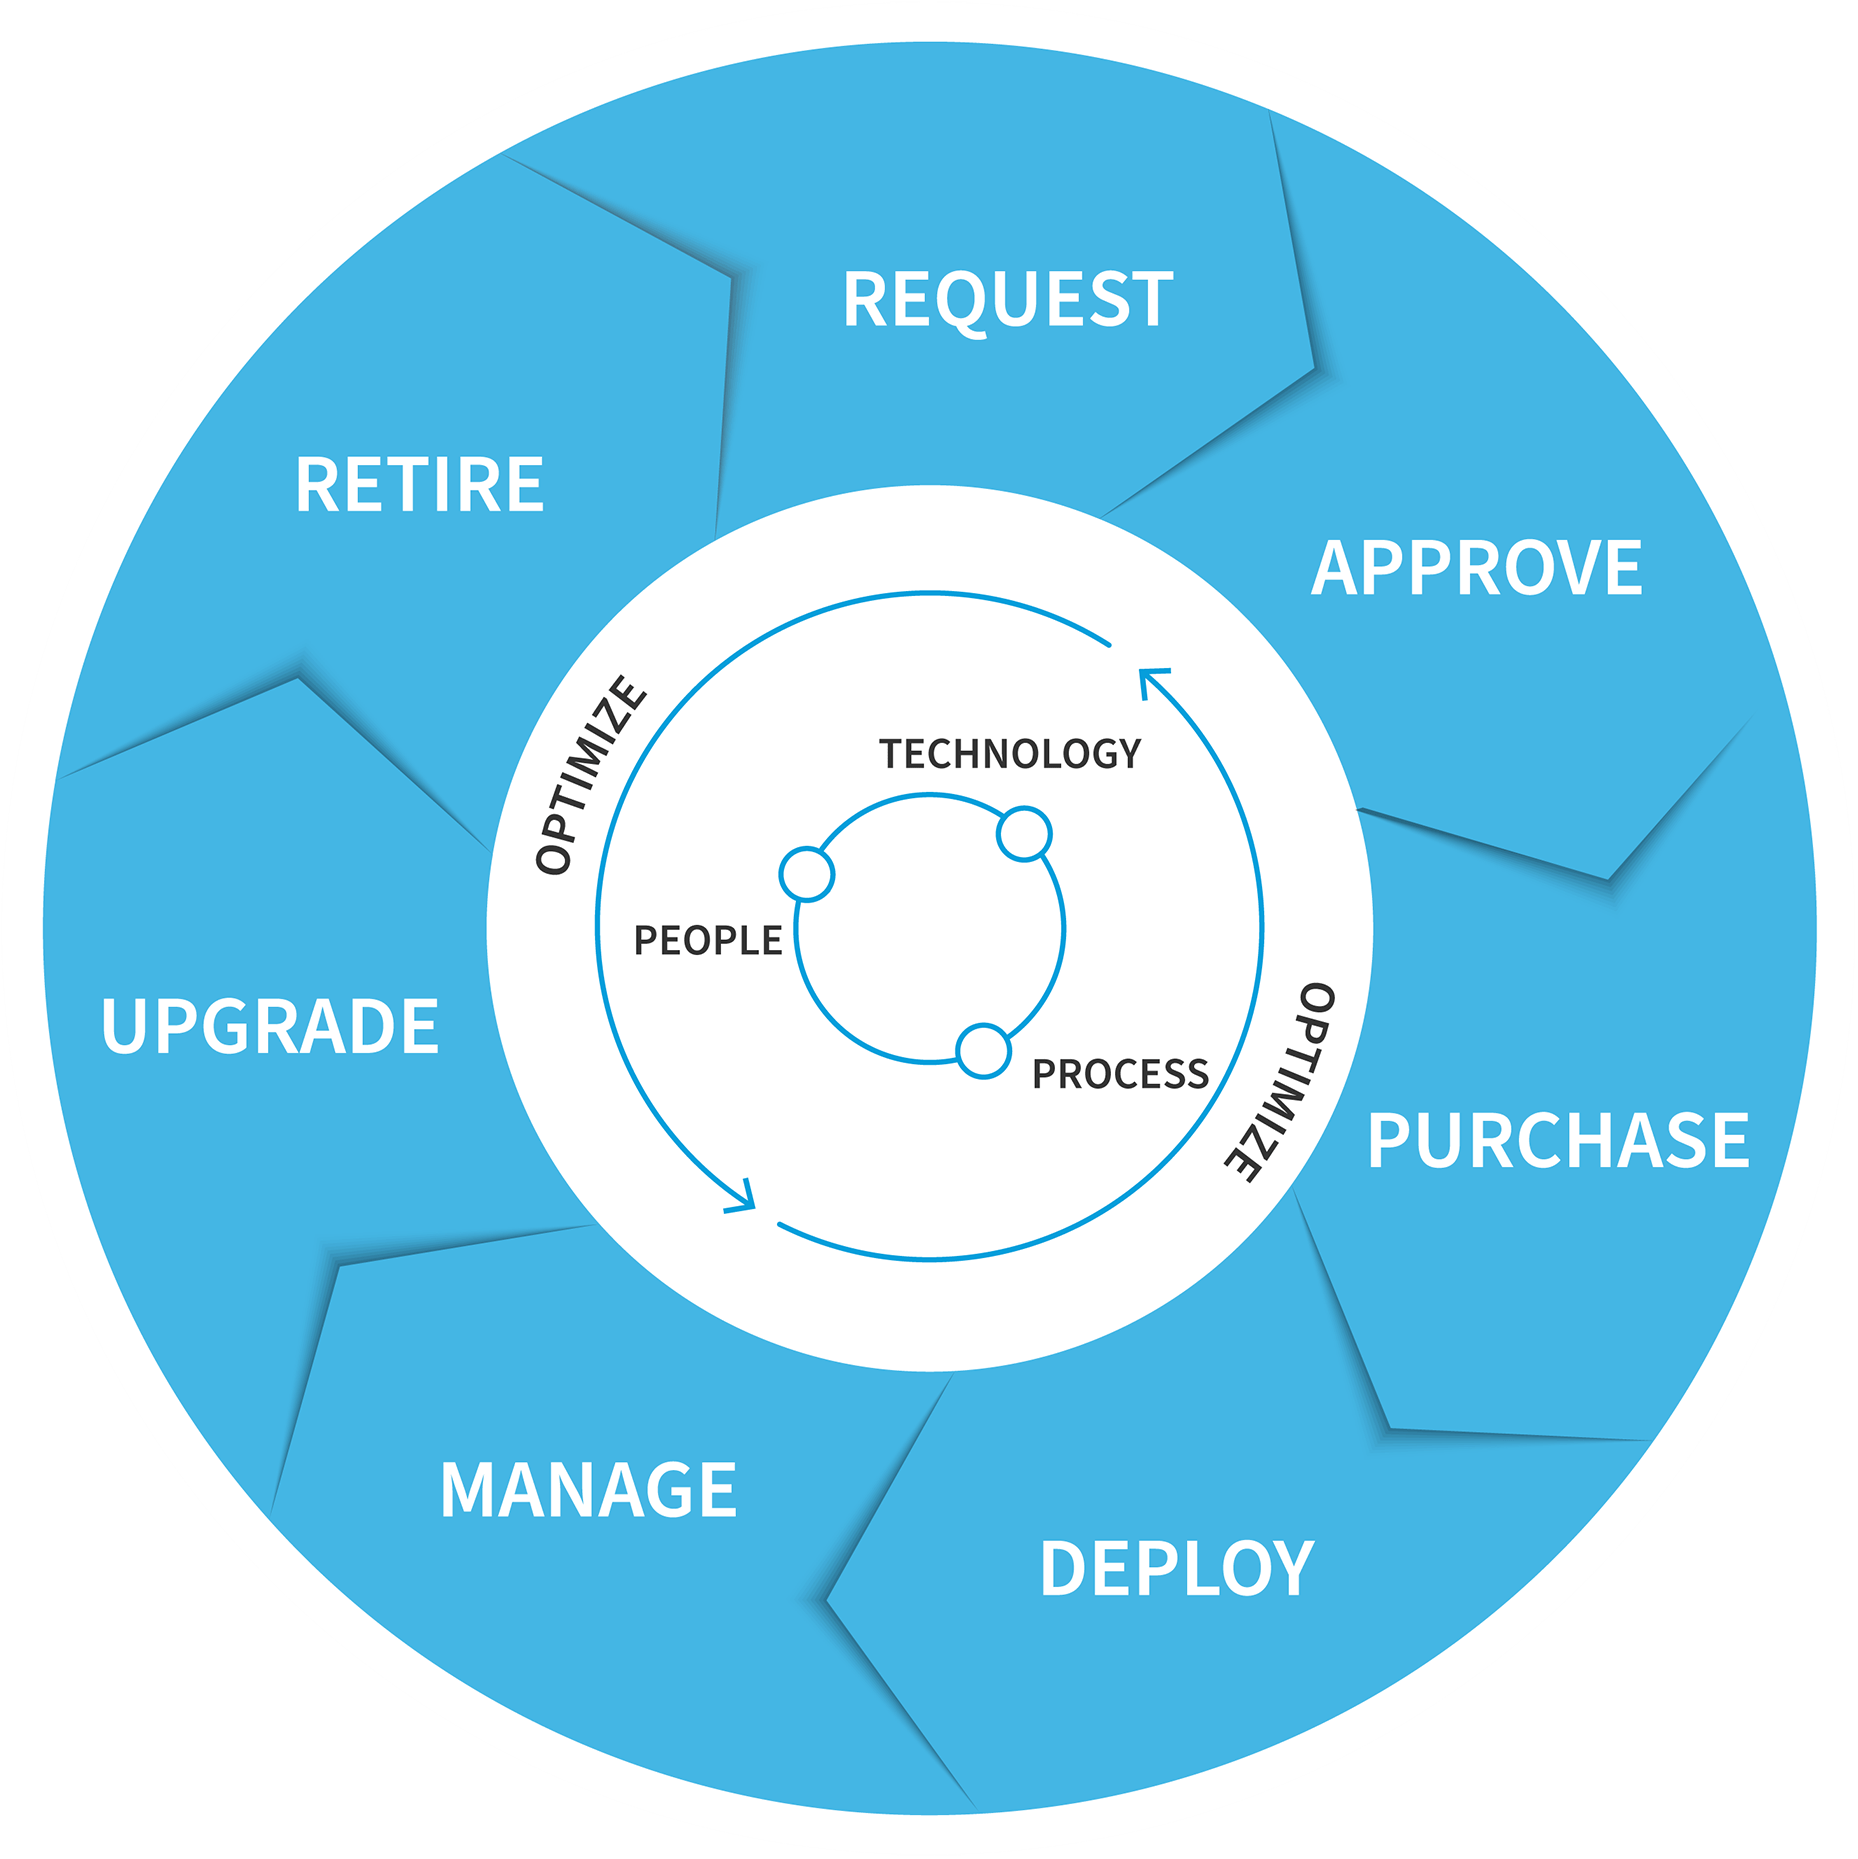 REQUEST
APPROVE
PURCHASE
DEPLOY
MANAGE
UPGRADE
RETIRE
OPTIMIZE
OPTIMIZE
TECHNOLOGY
PEOPLE
PROCESS